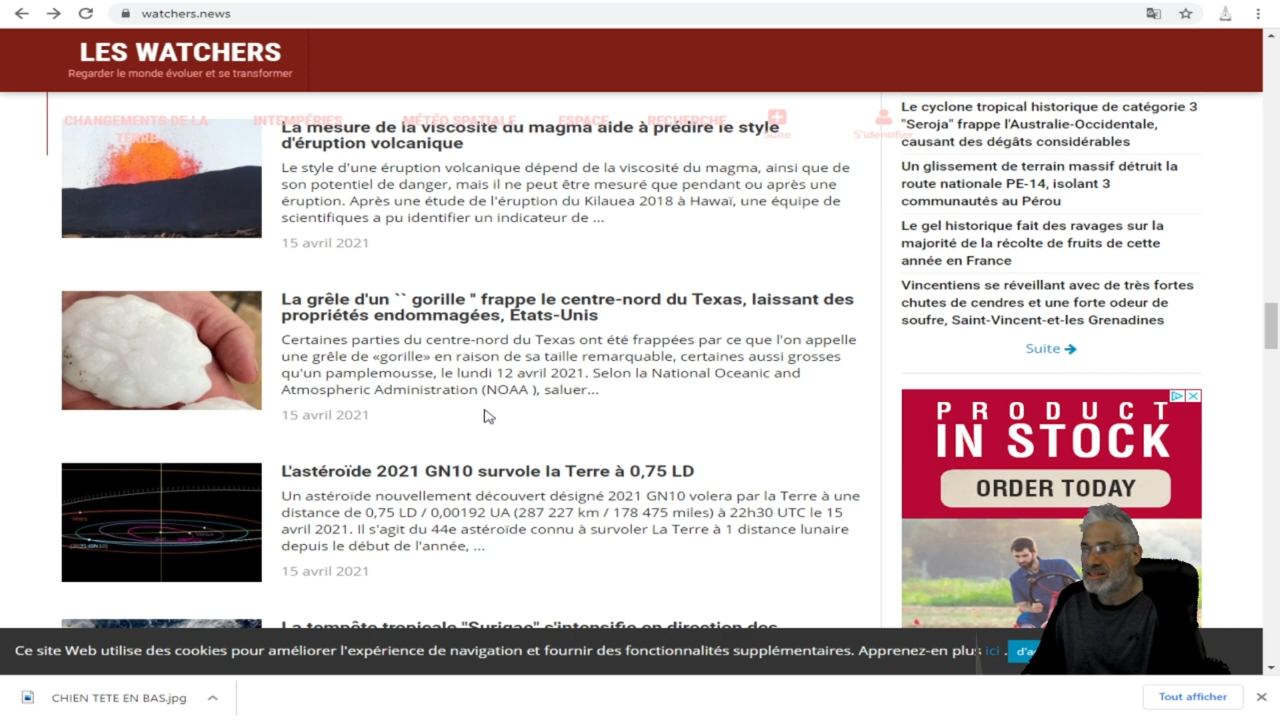 watchers.news
LES WATCHERS
Regarder le monde évoluer et se transformer
CHANGEMENTS DE LA
TERRE
INTEMPÉRIES
MÉTÉO SPATIALE
ESPACE
RECHERCHE
Suite
S'identifier
La mesure de la viscosité du magma aide à prédire le style
d'éruption volcanique
Le style d'une éruption volcanique dépend de la viscosité du magma, ainsi que de
son potentiel de danger, mais il ne peut être mesuré que pendant ou après une
éruption. Après une étude de l'éruption du Kilauea 2018 à Hawaï, une équipe de
scientifiques a pu identifier un indicateur de ...
15 avril 2021
La grêle d'un `` gorille '' frappe le centre-nord du Texas, laissant des
propriétés endommagées, États-Unis
Certaines parties du centre-nord du Texas ont été frappées par ce que l'on appelle
une grêle de «gorille» en raison de sa taille remarquable, certaines aussi grosses
qu'un pamplemousse, le lundi 12 avril 2021. Selon la National Oceanic and
Atmospheric Administration (NOAA ), saluer...
15 avril 2021
L'astéroïde 2021 GN10 survole la Terre à 0,75 LD
Un astéroïde nouvellement découvert désigné 2021 GN10 volera par la Terre à une
distance de 0,75 LD / 0,00192 UA (287 227 km / 178 475 miles) à 22h30 UTC le 15
avril 2021. Il s'agit du 44e astéroïde connu à survoler La Terre à 1 distance lunaire
depuis le début de l'année, ...
15 avril 2021
La tempête tropicale "Surigae" s'intensifie en direction des
Le cyclone tropical historique de catégorie 3
"Seroja" frappe l'Australie-Occidentale,
causant des dégâts considérables
Un glissement de terrain massif détruit la
route nationale PE-14, isolant 3
communautés au Pérou
Le gel historique fait des ravages sur la
majorité de la récolte de fruits de cette
année en France
Vincentiens se réveillant avec de très fortes
chutes de cendres et une forte odeur de
soufre, Saint-Vincent-et-les Grenadines
Suite
PRODUCT
IN STOCK
ORDER TODAY
Ce site Web utilise des cookies pour améliorer l'expérience de navigation et fournir des fonctionnalités supplémentaires. Apprenez-en plus ici .
CHIEN TETE EN BAS.jpg
Tout afficher